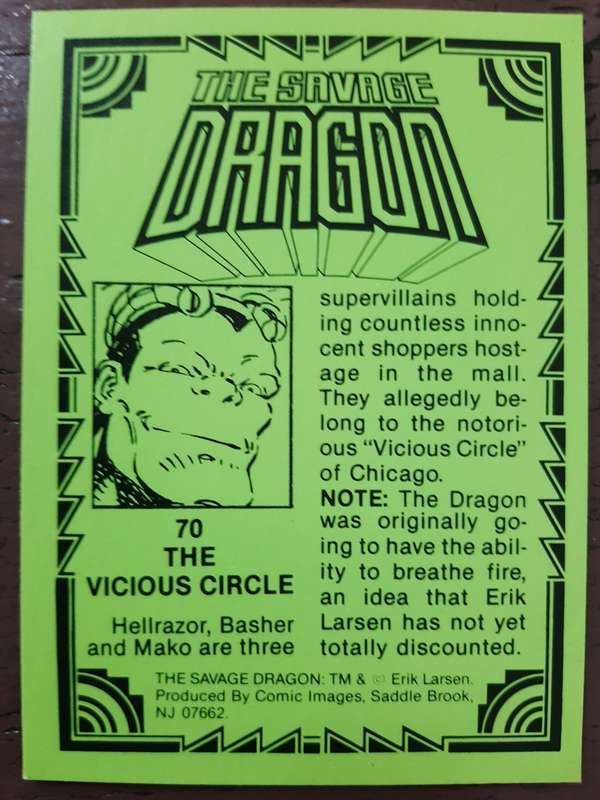 THE SAVAGE
DRAGON
70
THE
VICIOUS CIRCLE
Hellrazor, Basher
and Mako are three
supervillains hold-
ing countless inno-
cent shoppers host-
age in the mall.
They allegedly be-
long to the notori-
ous "Vicious Circle"
of Chicago.
NOTE: The Dragon
was originally go-
ing to have the abil-
ity to breathe fire,
an idea that Erik
Larsen has not yet
totally discounted.
THE SAVAGE DRAGON: TM & © Erik Larsen.
Produced By Comic Images, Saddle Brook,
NJ 07662.